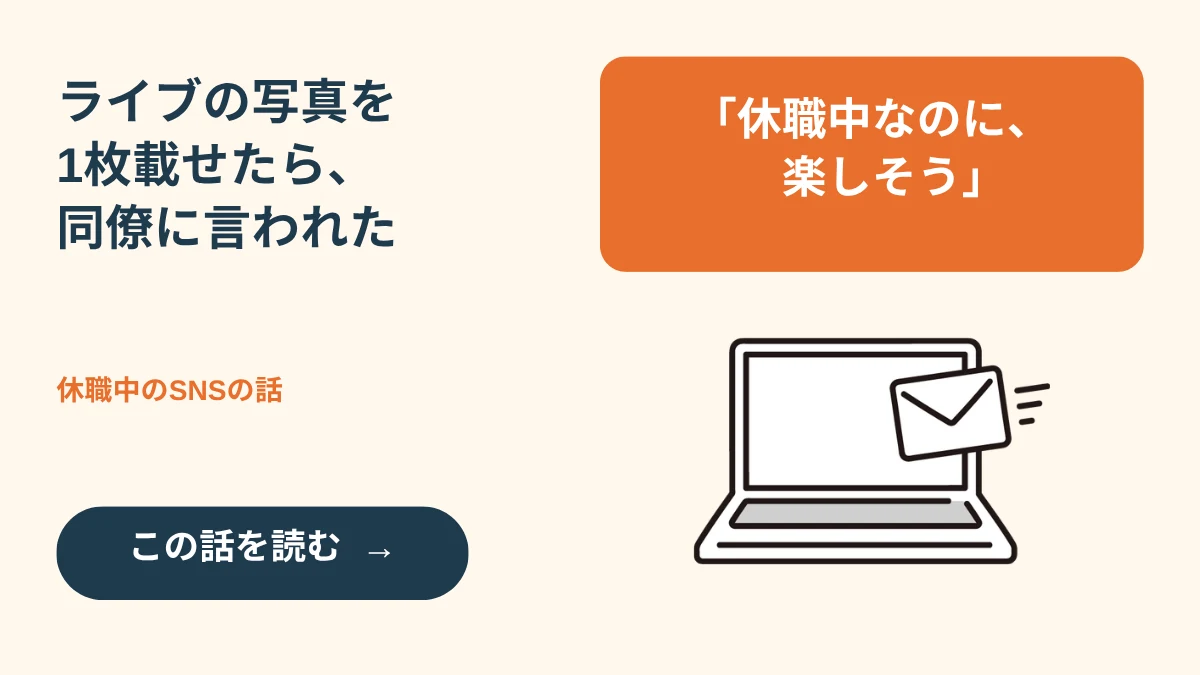 ライブの写真を
1枚載せたら、
同僚に言われた
「休職中なのに、
楽しそう」
休職中のSNSの話
この話を読む →